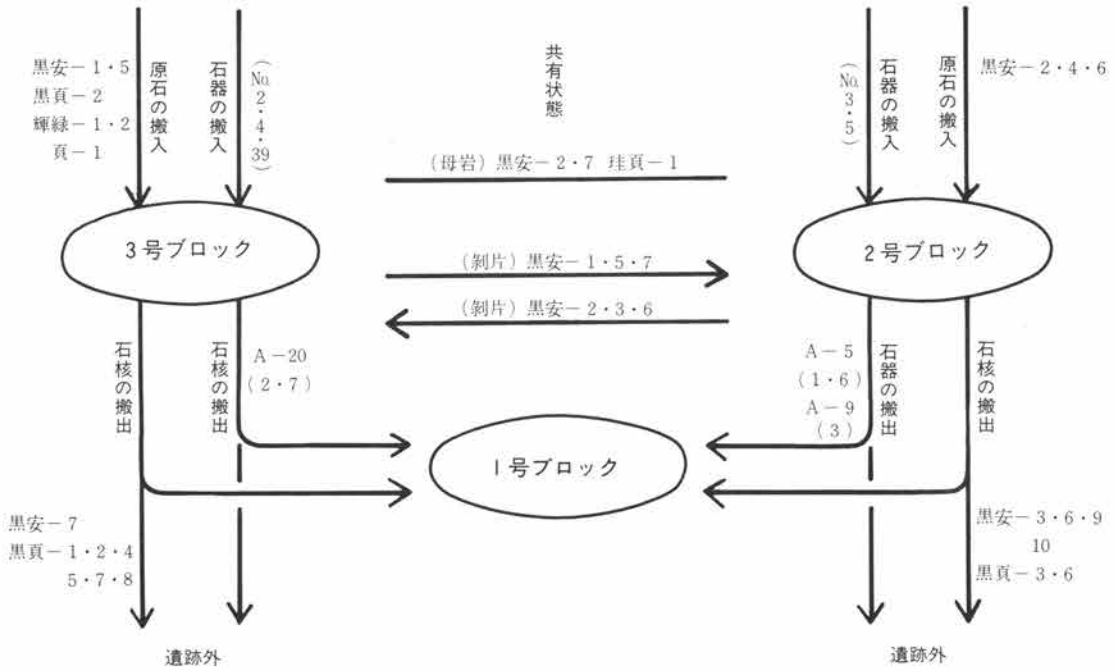 黒安－1・5
黒頁－2
輝緑－1・2
頁－1
原石の搬入
石器の搬入
（No.2・4・39）
共有状態
（No.3・5）
石器の搬入
原石の搬入
黒安－2・4・6
（母岩）黒安－2・7 珪頁－1
3号ブロック
2号ブロック
（剝片）黒安－1・5・7
（剝片）黒安－2・3・6
石核の搬出
石核の搬出
A－20
（2・7）
A－5
（1・6）
A－9
（3）
石器の搬出
石核の搬出
1号ブロック
黒安－7
黒頁－1・2・4
5・7・8
黒安－3・6・9
10
黒頁－3・6
遺跡外
遺跡外